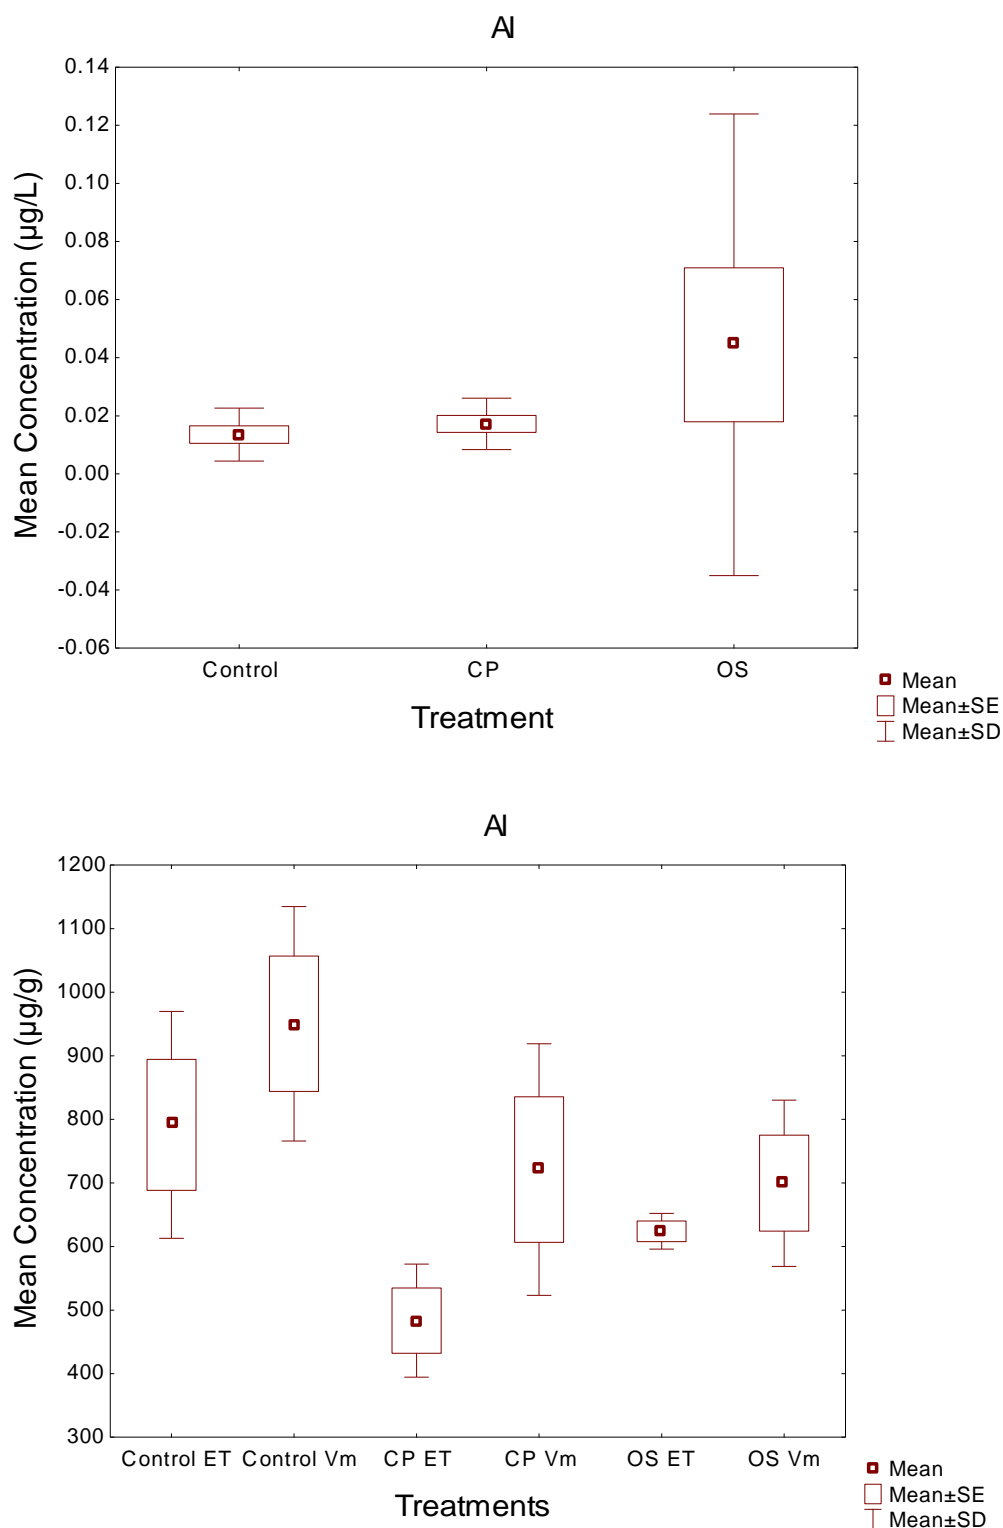 Al
0.14
0.12
0.10
0.08
0.06
0.04
0.02
0.00
-0.02
-0.04
-0.06
Mean Concentration (µg/L)
Control CP OS
Treatment
Mean
Mean±SE
Mean±SD
Al
1200
1100
1000
900
800
700
600
500
400
300
Mean Concentration (µg/g)
Control ET Control Vm CP ET CP Vm OS ET OS Vm
Treatments
Mean
Mean±SE
Mean±SD